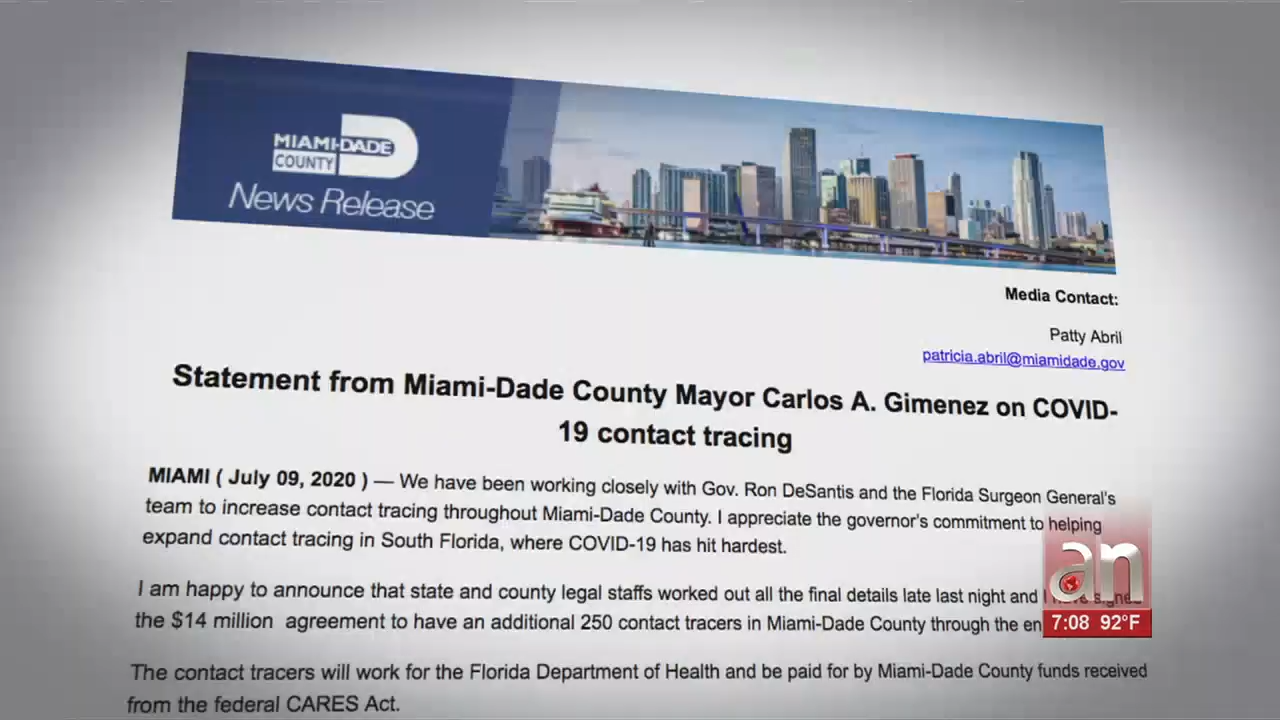 MIAMI-DADE
COUNTY
News Release
Media Contact:
Patty Abril
patricia.abril@miamidade.gov
Statement from Miami-Dade County Mayor Carlos A. Gimenez on COVID-
19 contact tracing
MIAMI ( July 09, 2020 ) — We have been working closely with Gov. Ron DeSantis and the Florida Surgeon General's
team to increase contact tracing throughout Miami-Dade County. I appreciate the governor's commitment to helping
expand contact tracing in South Florida, where COVID-19 has hit hardest.
I am happy to announce that state and county legal staffs worked out all the final details late last night and I have signed
the $14 million agreement to have an additional 250 contact tracers in Miami-Dade County through the
an
7:08 92°F
The contact tracers will work for the Florida Department of Health and be paid for by Miami-Dade County funds received
from the federal CARES Act.